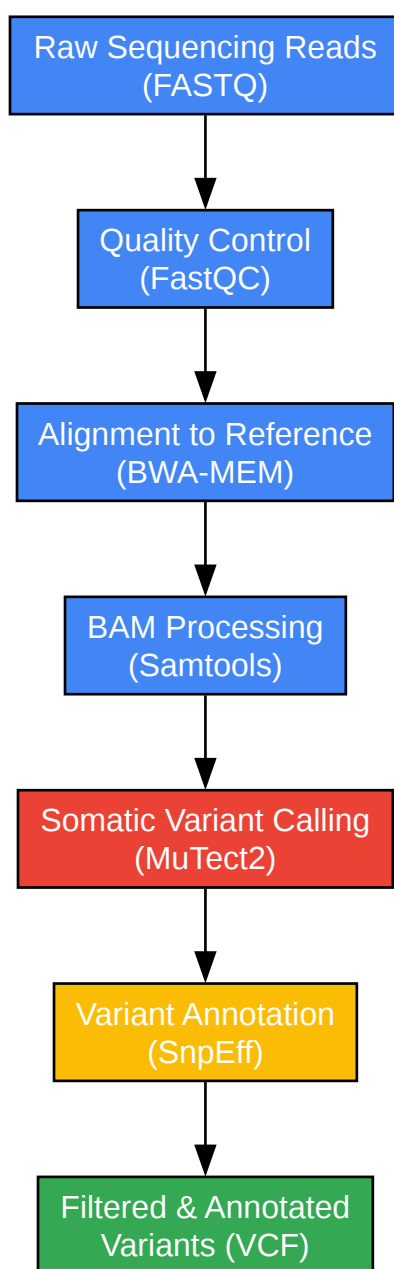 Raw Sequencing Reads
(FASTQ)
Quality Control
(FastQC)
Alignment to Reference
(BWA-MEM)
BAM Processing
(Samtools)
Somatic Variant Calling
(MuTect2)
Variant Annotation
(SnpEff)
Filtered & Annotated
Variants (VCF)